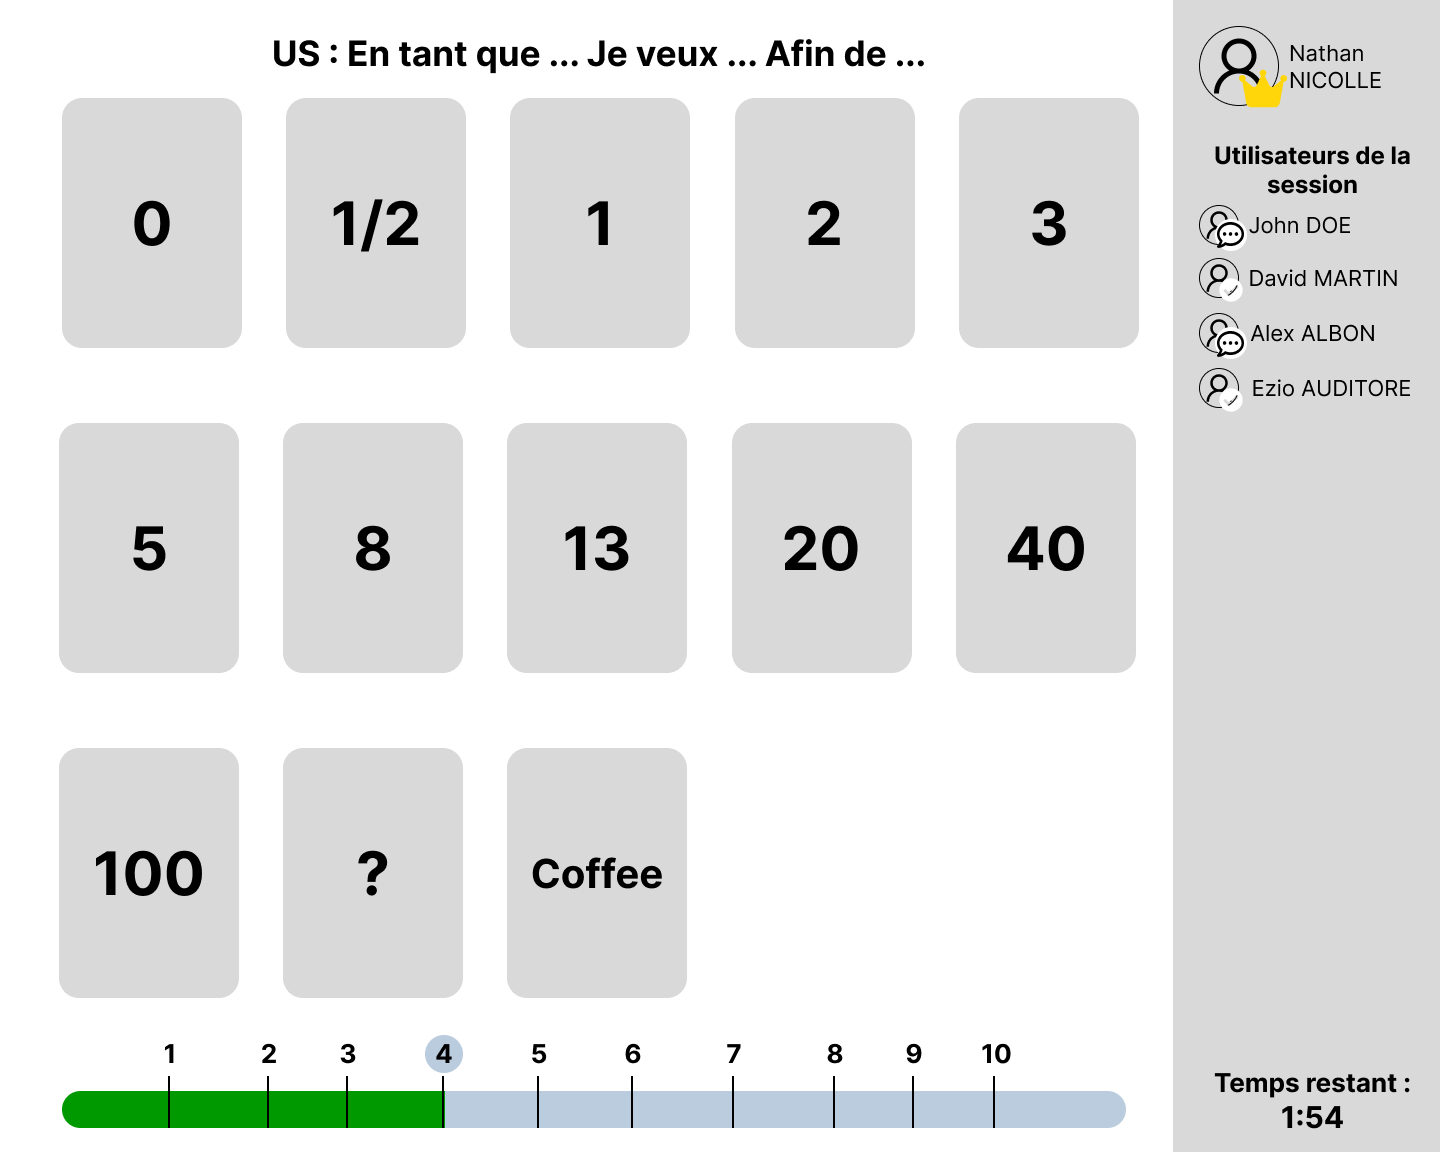 US : En tant que ... Je veux ... Afin de ...
0
1/2
1
2
3
5
8
13
20
40
100
?
Coffee
1 2 3 4 5 6 7 8 9 10
Nathan
NICOLLE
Utilisateurs de la
session
John DOE
David MARTIN
Alex ALBON
Ezio AUDITORE
Temps restant :
1:54